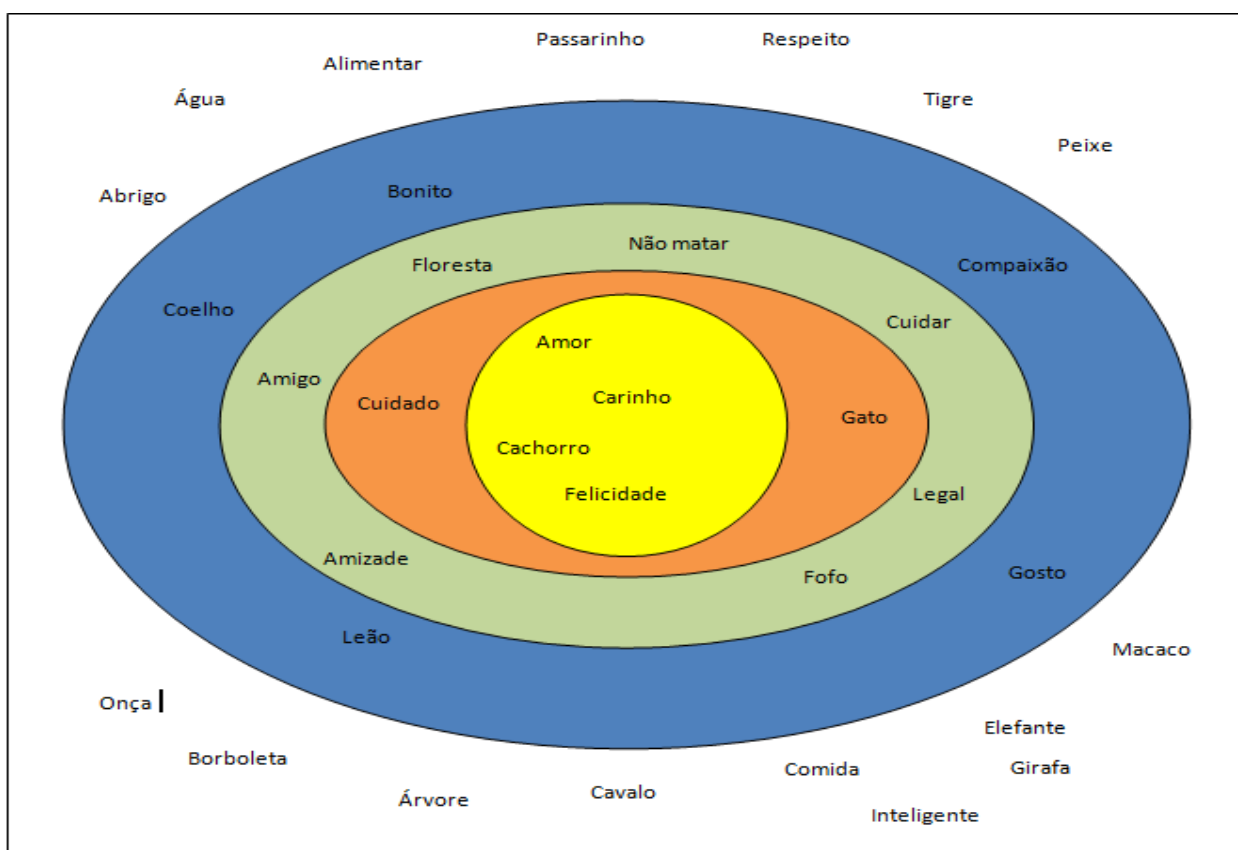 Passarinho
Respeito
Alimentar
Água
Tigre
Peixe
Abrigo
Bonito
Não matar
Floresta
Compaixão
Coelho
Cuidar
Amor
Amigo
Carinho
Cuidado
Gato
Cachorro
Felicidade
Legal
Amizade
Fofo
Gosto
Leão
Macaco
Onça
Elefante
Borboleta
Comida
Girafa
Árvore
Cavalo
Inteligente